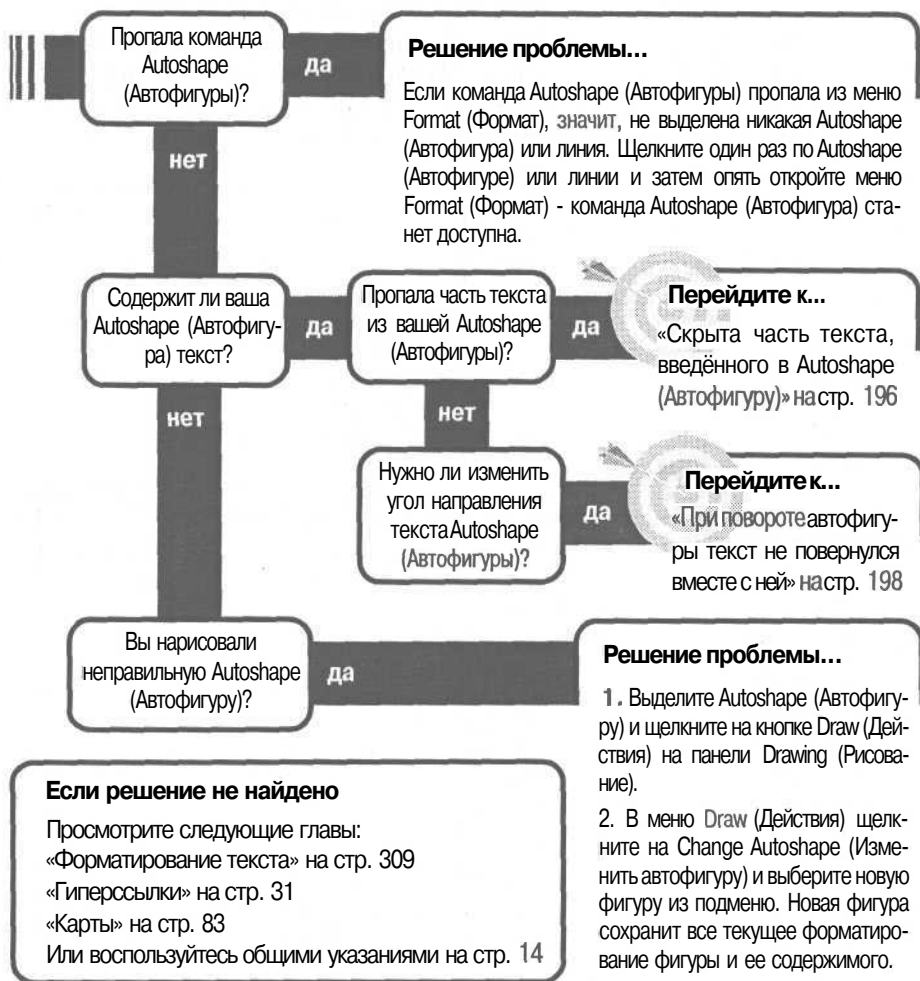 Пропала команда
Autoshape
(Автофигуры)?
да
Решение проблемы...
Если команда Autoshape (Автофигуры) пропала из меню
Format (Формат), значит, не выделена никакая Autoshape
(Автофигура) или линия. Щелкните один раз по Autoshape
(Автофигуре) или линии и затем опять откройте меню
Format (Формат) - команда Autoshape (Автофигура) ста-
нет доступна.
нет
Содержит ли ваша
Autoshape (Автофигу-
ра) текст?
да
Пропала часть текста
из вашей Autoshape
(Автофигуры)?
да
Перейдите к...
«Скрыта часть текста,
введённого в Autoshape
(Автофигуру)» на стр. 196
нет
нет
Нужно ли изменить
угол направления
текста Autoshape
(Автофигуры)?
да
Перейдите к...
«При повороте автофигу-
ры текст не повернулся
вместе с ней» на стр. 198
Вы нарисовали
неправильную Autoshape
(Автофигуру)?
да
Решение проблемы...
1. Выделите Autoshape (Автофигу-
ру) и щелкните на кнопке Draw (Дей-
ствия) на панели Drawing (Рисова-
ние).
2. В меню Draw (Действия) щелк-
ните на Change Autoshape (Изме-
нить автофигуру) и выберите новую
фигуру из подменю. Новая фигура
сохранит все текущее форматиро-
вание фигуры и ее содержимого.
Если решение не найдено
Просмотрите следующие главы:
«Форматирование текста» на стр. 309
«Гиперссылки» на стр. 31
«Карты» на стр. 83
Или воспользуйтесь общими указаниями на стр. 14